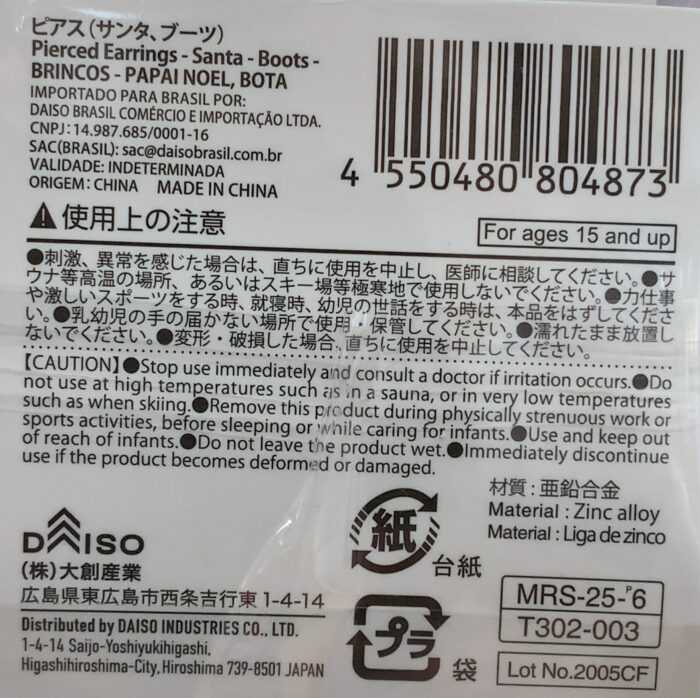 ピアス(サンタ、ブーツ)
Pierced Earrings - Santa - Boots -
BRINCOS - PAPAI NOEL, BOTA
IMPORTADO PARA BRASIL POR:
DAISO BRASIL COMÉRCIO E IMPORTAÇÃO LTDA.
CNPJ: 14.987.685/0001-16
SAC(BRASIL): sac@daisobrasil.com.br
VALIDADE: INDETERMINADA
ORIGEM: CHINA MADE IN CHINA
4 550480 804873
使用上の注意
For ages 15 and up
●刺激、異常を感じた場合は、直ちに使用を中止し、医師に相談してください。●サ
ウナ等高温の場所、あるいはスキー場等極寒地で使用しないでください。●力仕事
や激しいスポーツをする時、就寝時、幼児の世話をする時は、本品をはずしてくださ
い。●乳幼児の手の届かない場所で使用・保管してください。●濡れたまま放置し
ないでください。●変形・破損した場合、直ちに使用を中止してください。
【CAUTION】●Stop use immediately and consult a doctor if irritation occurs.●Do
not use at high temperatures such as in a sauna, or in very low temperatures
such as when skiing.●Remove this product during physically strenuous work or
sports activities, before sleeping or while caring for infants.●Use and keep out
of reach of infants.●Do not leave the product wet.●Immediately discontinue
use if the product becomes deformed or damaged.
材質:亜鉛合金
Material : Zinc alloy
Material : Liga de zinco
紙
台紙
プラ
袋
DAISO
(株)大創産業
広島県東広島市西条吉行東1-4-14
Distributed by DAISO INDUSTRIES CO., LTD.
1-4-14 Saijo-Yoshiyukihigashi,
Higashihiroshima-City, Hiroshima 739-8501 JAPAN
MRS-25-P6
T302-003
Lot No.2005CF